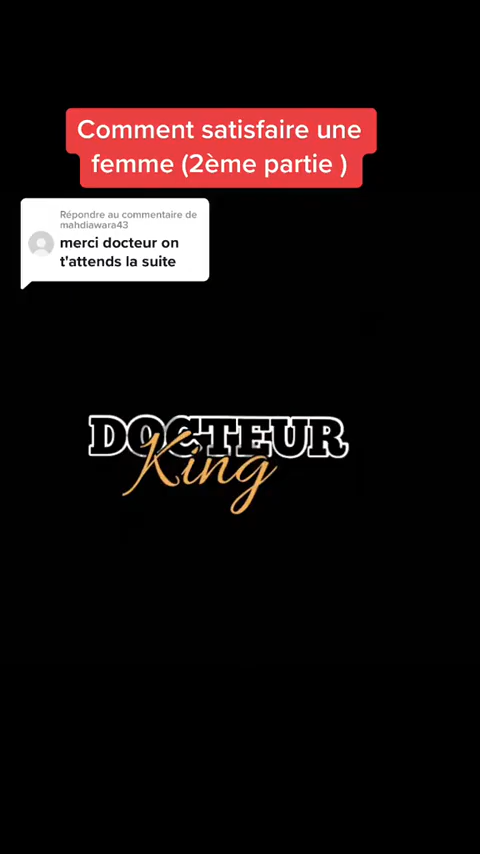 Comment satisfaire une
femme (2ème partie )
Répondre au commentaire de
mahdiawara43
merci docteur on
t'attends la suite
DOCTEUR
King